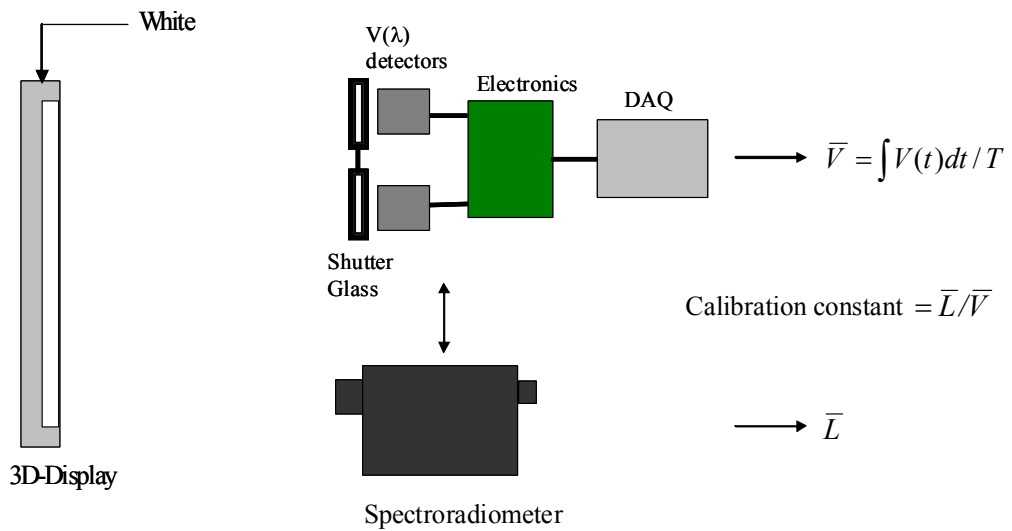 White
V(λ)
detectors
Electronics
DAQ
V̅ = ∫ V(t)dt / T
Shutter
Glass
Calibration constant = L̅/V̅
3D-Display
L̅
Spectroradiometer